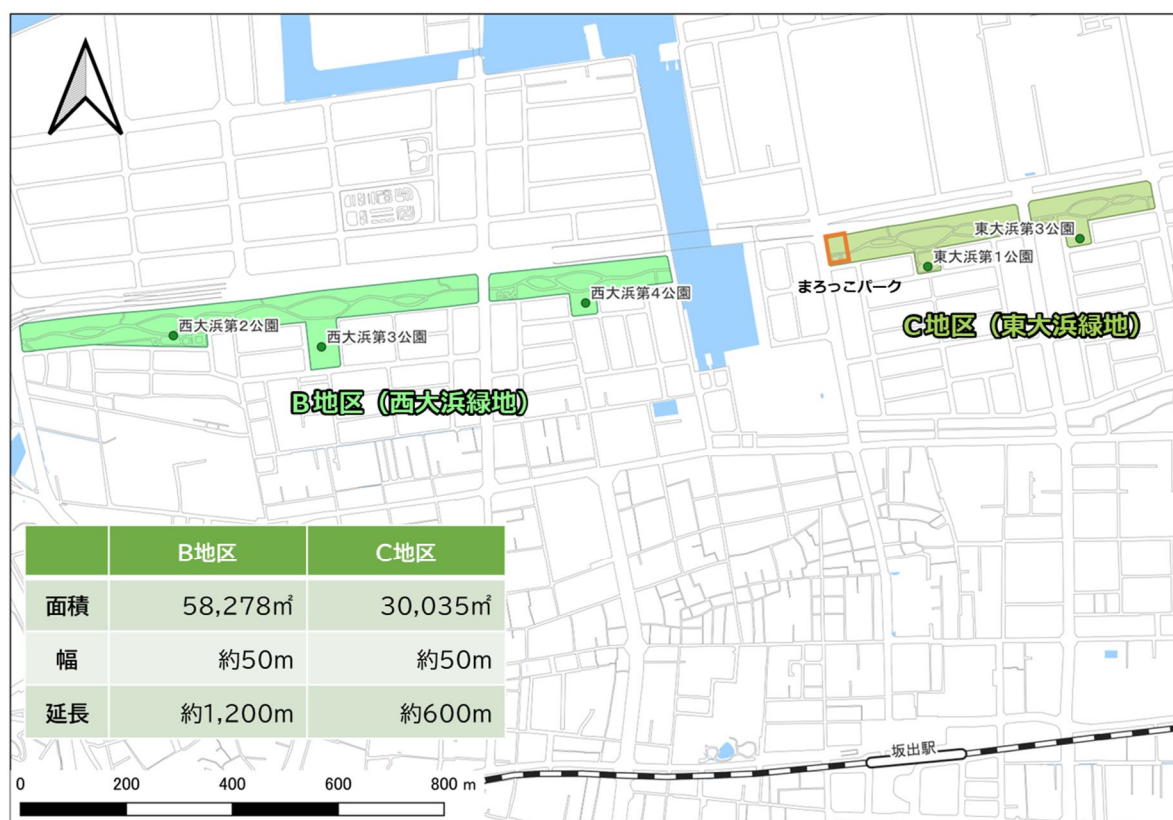 東大浜第3公園
東大浜第1公園
まろっこパーク
C地区（東大浜緑地）
西大浜第4公園
西大浜第2公園
西大浜第3公園
B地区（西大浜緑地）
B地区 C地区
面積 58,278㎡ 30,035㎡
幅 約50m 約50m
延長 約1,200m 約600m
坂出駅
0 200 400 600 800 m